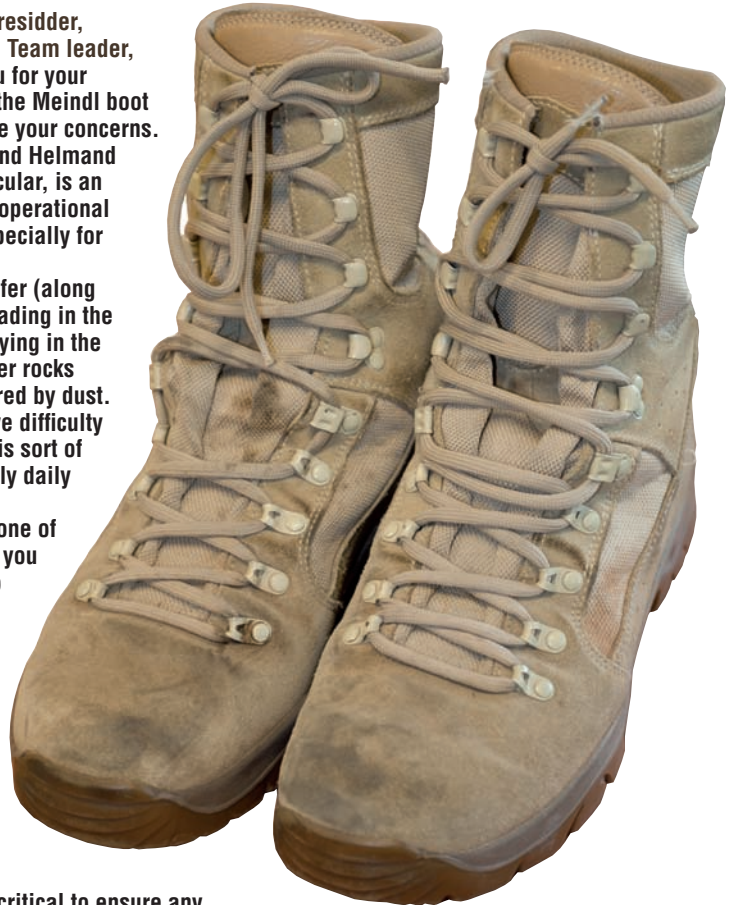 residder,
Team leader,
u for your
the Meindl boot
e your concerns.
nd Helmand
cular, is an
operational
pecially for
fer (along
ading in the
ying in the
er rocks
red by dust.
e difficulty
is sort of
ly daily
one of
you
critical to ensure any